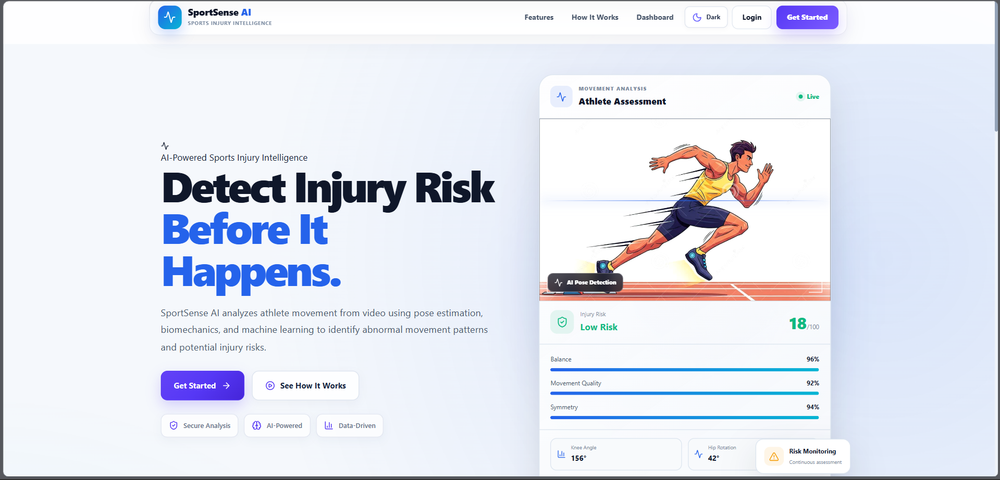 SportSense AI
SPORTS INJURY INTELLIGENCE
Features
How It Works
Dashboard
Dark
Login
Get Started
AI-Powered Sports Injury Intelligence
Detect Injury Risk
Before It
Happens.
SportSense AI analyzes athlete movement from video using pose estimation,
biomechanics, and machine learning to identify abnormal movement patterns
and potential injury risks.
Get Started
See How It Works
Secure Analysis
AI-Powered
Data-Driven
MOVEMENT ANALYSIS
Athlete Assessment
Live
AI Pose Detection
Injury Risk
Low Risk
18/100
Balance 96%
Movement Quality 92%
Symmetry 94%
Knee Angle
156°
Hip Rotation
42°
Risk Monitoring
Continuous assessment